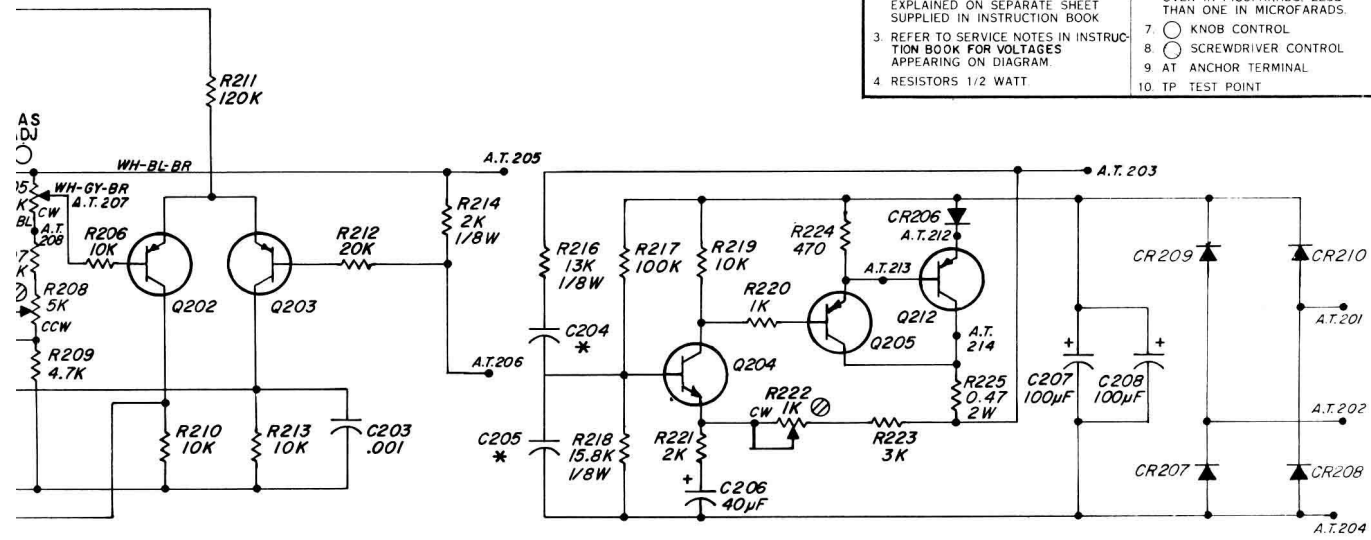 EXPLAINED ON SEPARATE SHEET
SUPPLIED IN INSTRUCTION BOOK
3. REFER TO SERVICE NOTES IN INSTRUC-
TION BOOK FOR VOLTAGES
APPEARING ON DIAGRAM.
4 RESISTORS 1/2 WATT.
THAN ONE IN MICROFARADS.
7. KNOB CONTROL
8. SCREWDRIVER CONTROL
9. AT ANCHOR TERMINAL
10. TP TEST POINT
R211
120K
AS
DJ
WH-BL-BR
A.T. 205
A.T. 203
WH-GY-BR
A.T. 207
K
CW
BL
A.T.
208
R206
10K
Q202
Q203
R212
20K
R214
2K
1/8W
K
R208
5K
CCW
R209
4.7K
A.T.206
R210
10K
R213
10K
C203
.001
R216
13K
1/8W
R217
100K
R219
10K
R224
470
CR206
A.T.212
A.T.213
R220
1K
Q212
Q205
A.T.
214
C204
*
Q204
R222
1K
CW
R225
0.47
2W
C205
*
R218
15.8K
1/8W
R221
2K
R223
3K
+
C206
40µF
+
C207
100µF
+
C208
100µF
CR209
CR210
A.T.201
A.T.202
CR207
CR208
A.T.204